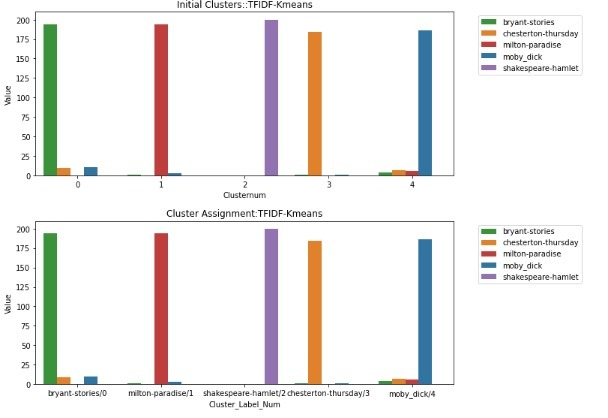 Initial Clusters::TFIDF-Kmeans
200
175
150
125
100
75
50
25
0
Value
0 1 2 3 4
Clusternum
bryant-stories
chesterton-thursday
milton-paradise
moby_dick
shakespeare-hamlet
Cluster Assignment:TFIDF-Kmeans
200
175
150
125
100
75
50
25
0
Value
bryant-stories/0 milton-paradise/1 shakespeare-hamlet/2 chesterton-thursday/3 moby_dick/4
Cluster_Label_Num
bryant-stories
chesterton-thursday
milton-paradise
moby_dick
shakespeare-hamlet